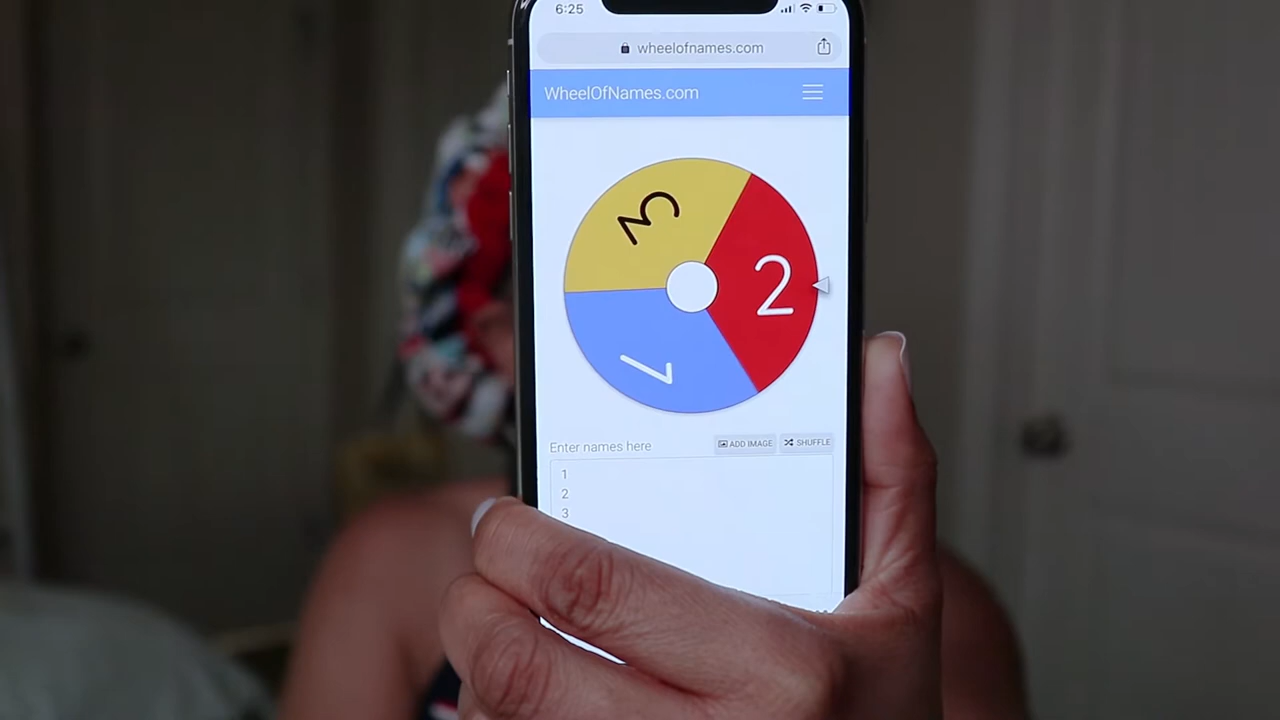 6:25
wheelofnames.com
WheelOfNames.com
3
2
1
Enter names here
ADD IMAGE
SHUFFLE
1
2
3